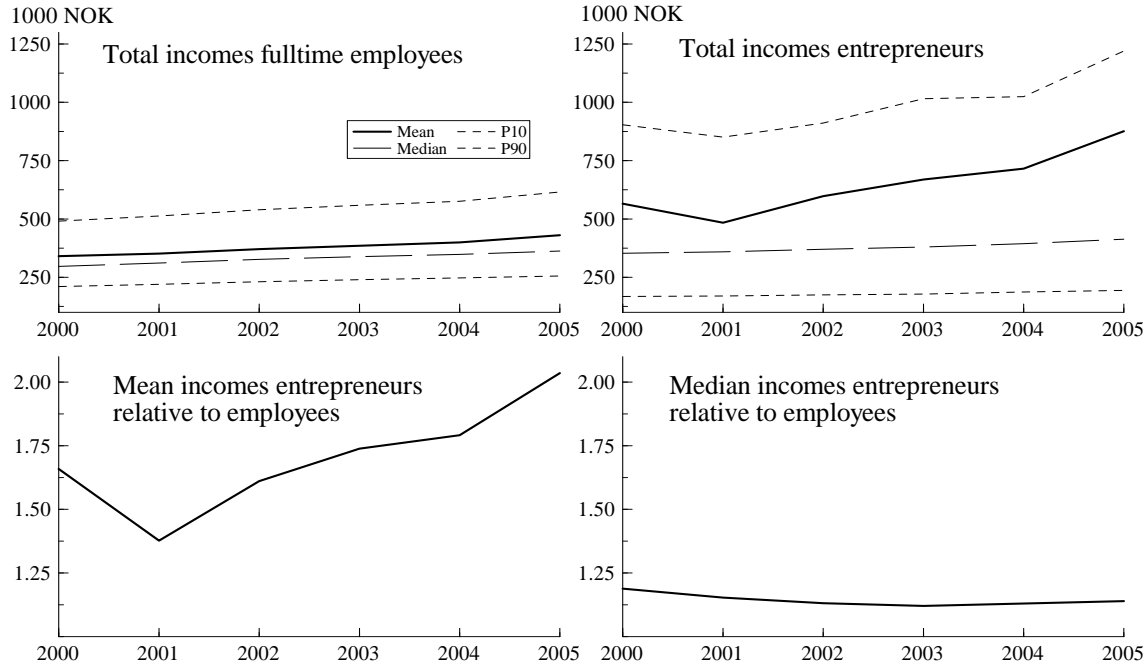 1000 NOK
Total incomes fulltime employees
1250
1000
750
500
250
Mean P10
Median P90
2000 2001 2002 2003 2004 2005
1000 NOK
Total incomes entrepreneurs
1250
1000
750
500
250
2000 2001 2002 2003 2004 2005
Mean incomes entrepreneurs
relative to employees
2.00
1.75
1.50
1.25
2000 2001 2002 2003 2004 2005
Median incomes entrepreneurs
relative to employees
2.00
1.75
1.50
1.25
2000 2001 2002 2003 2004 2005